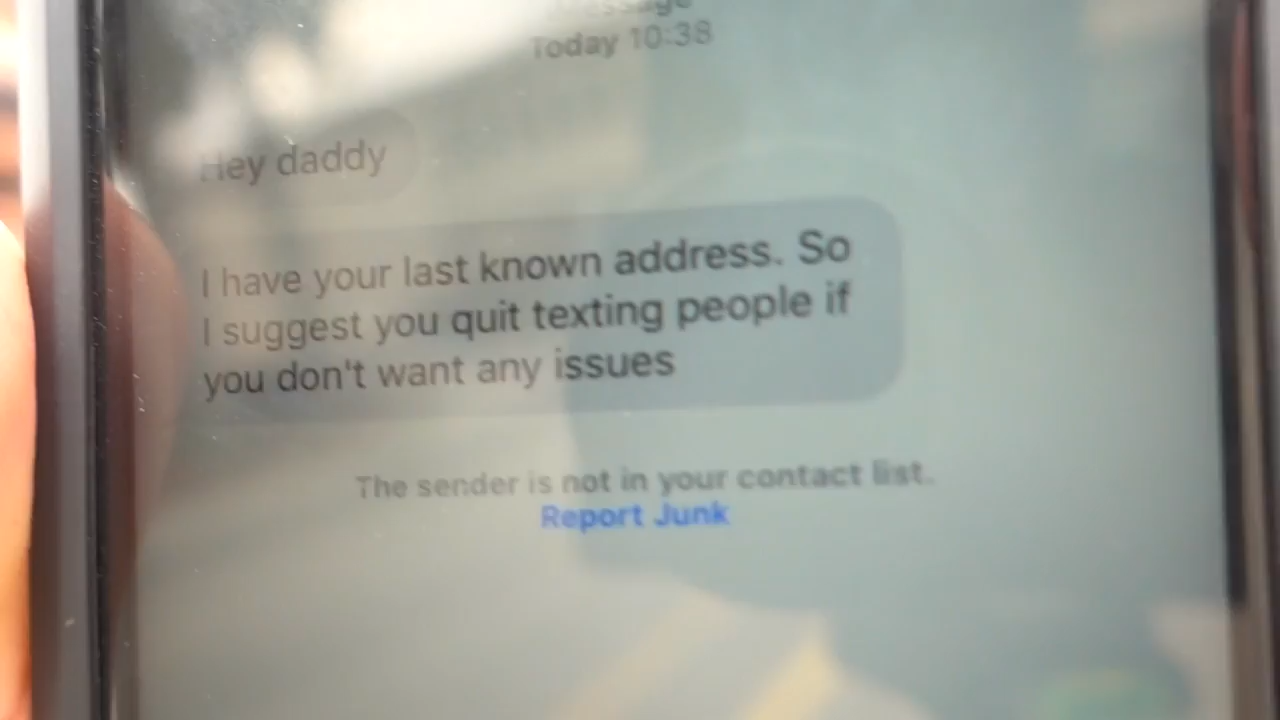 Today 10:38
Hey daddy
I have your last known address. So
I suggest you quit texting people if
you don't want any issues
The sender is not in your contact list.
Report Junk